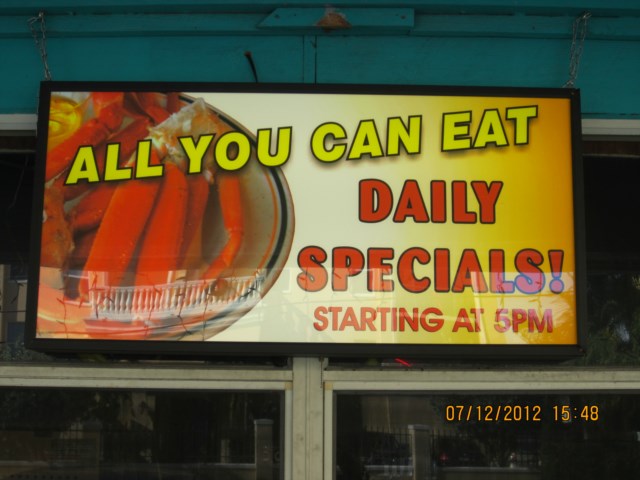 ALL YOU CAN EAT
DAILY
SPECIALS!
STARTING AT 5PM
07/12/2012 15:48